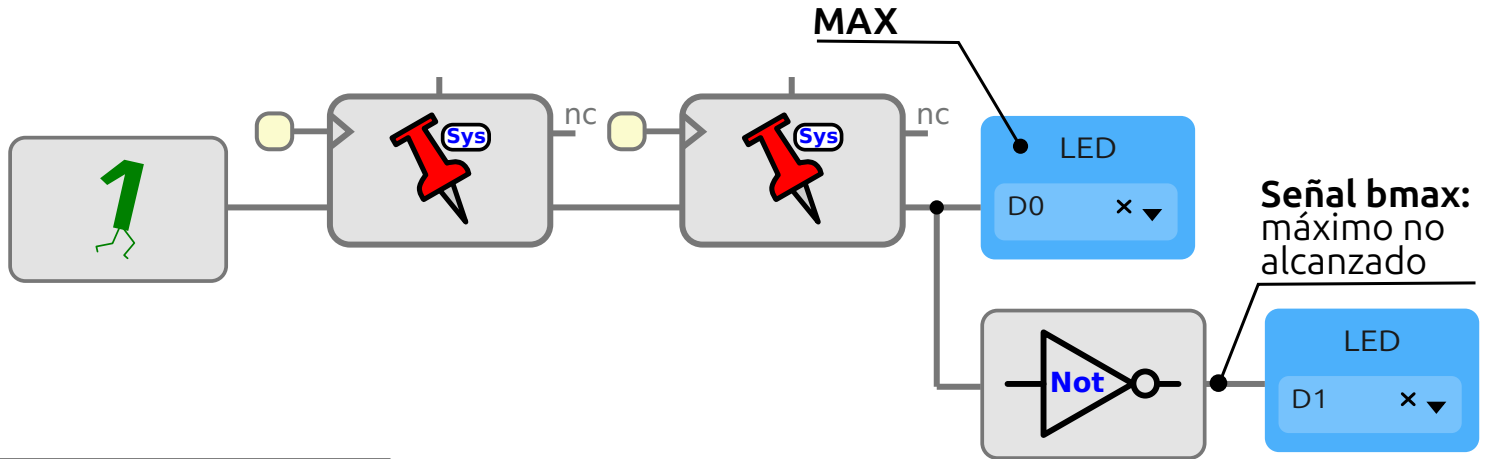 MAX
1
Sys
nc
Sys
nc
LED
D0
Señal bmax:
máximo no
alcanzado
Not
LED
D1